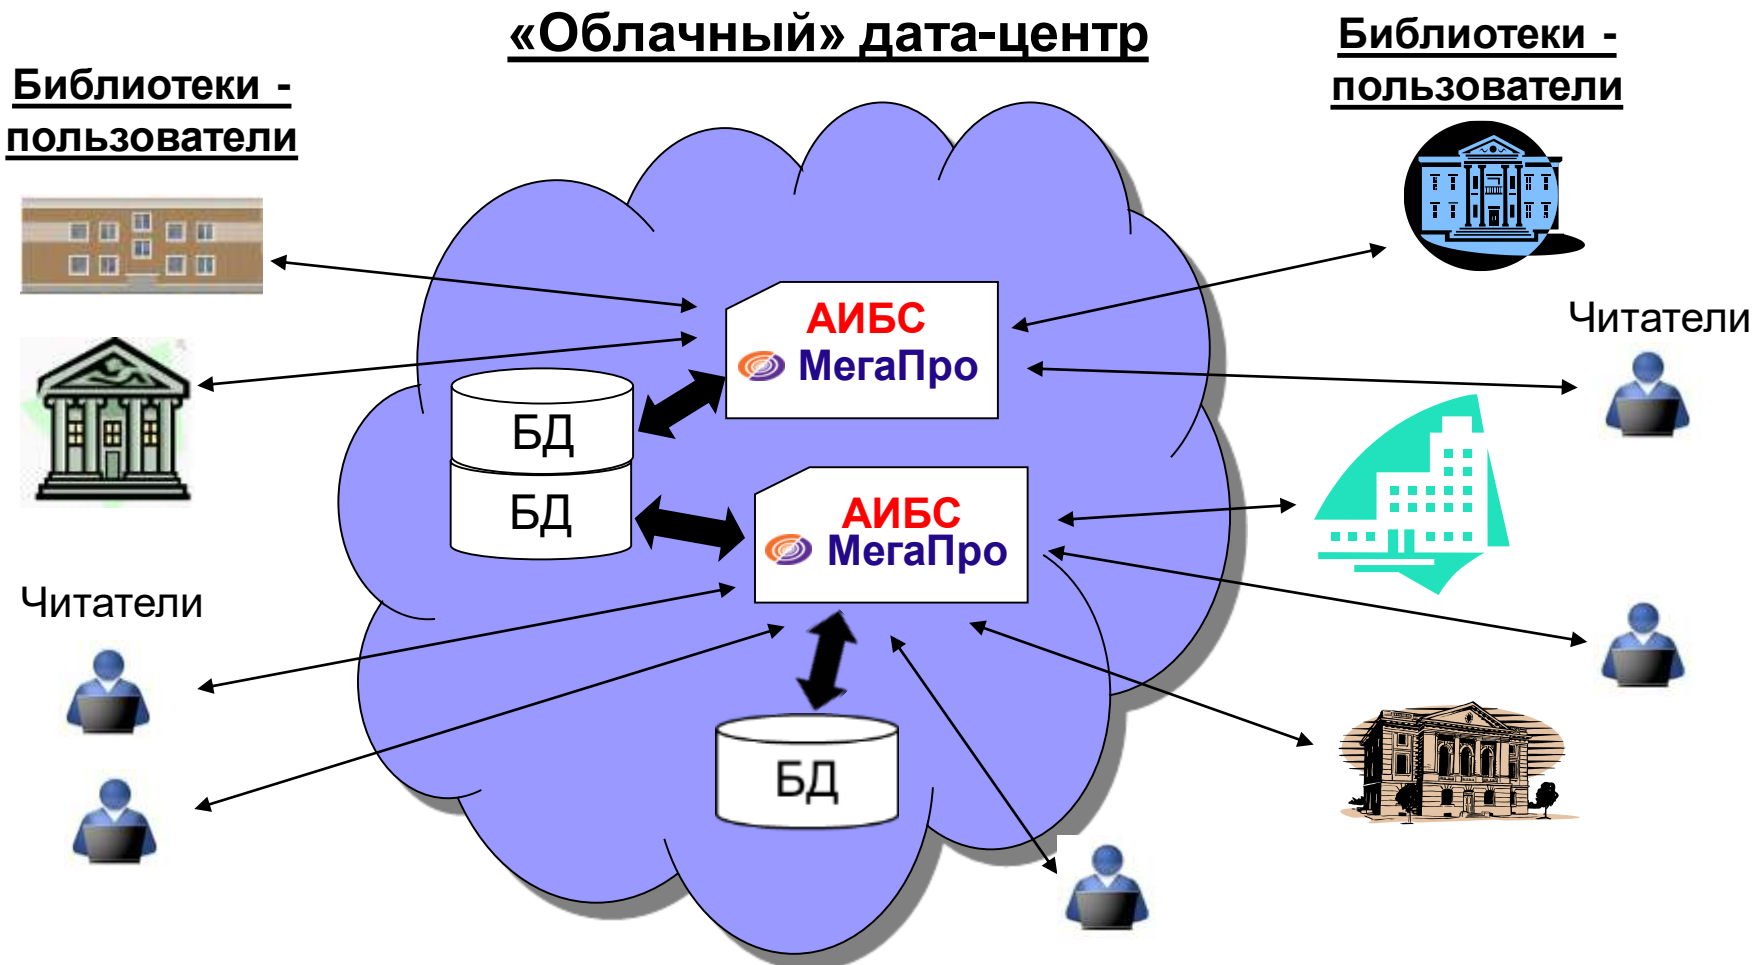 «Облачный» дата-центр
Библиотеки -
пользователи
Библиотеки -
пользователи
Читатели
АИБС
МегаПро
БД
БД
АИБС
МегаПро
Читатели
БД